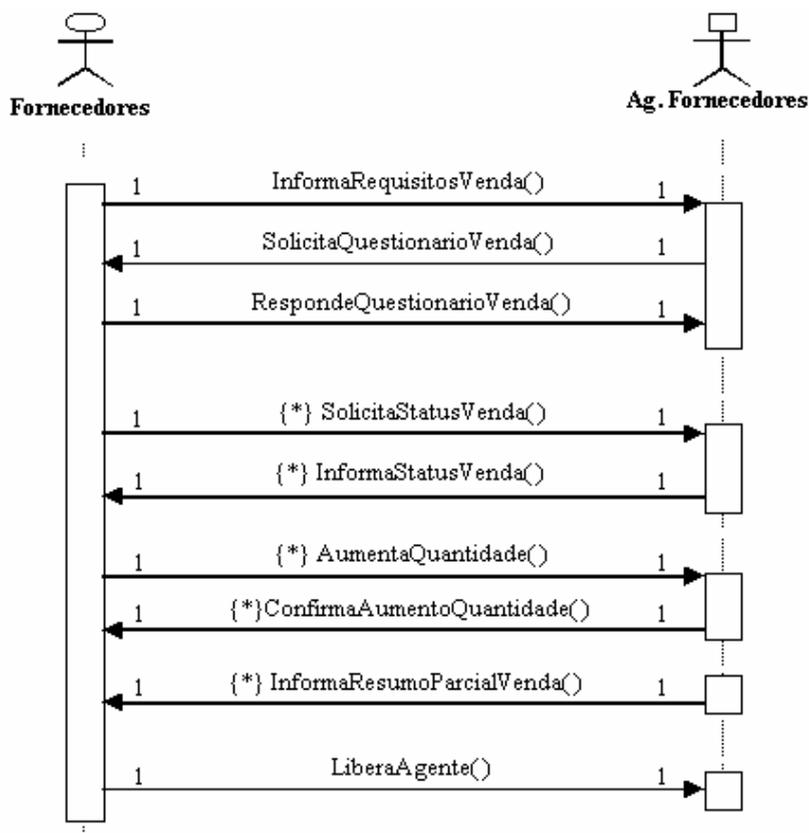 Fornecedores
Ag.Fornecedores
1 InformaRequisitosVenda() 1
1 SolicitaQuestionarioVenda() 1
1 RespondeQuestionarioVenda() 1
1 {*} SolicitaStatusVenda() 1
1 {*} InformaStatusVenda() 1
1 {*} AumentaQuantidade() 1
1 {*}ConfirmaAumentoQuantidade() 1
1 {*} InformaResumoParcialVenda() 1
1 LiberaAgente() 1